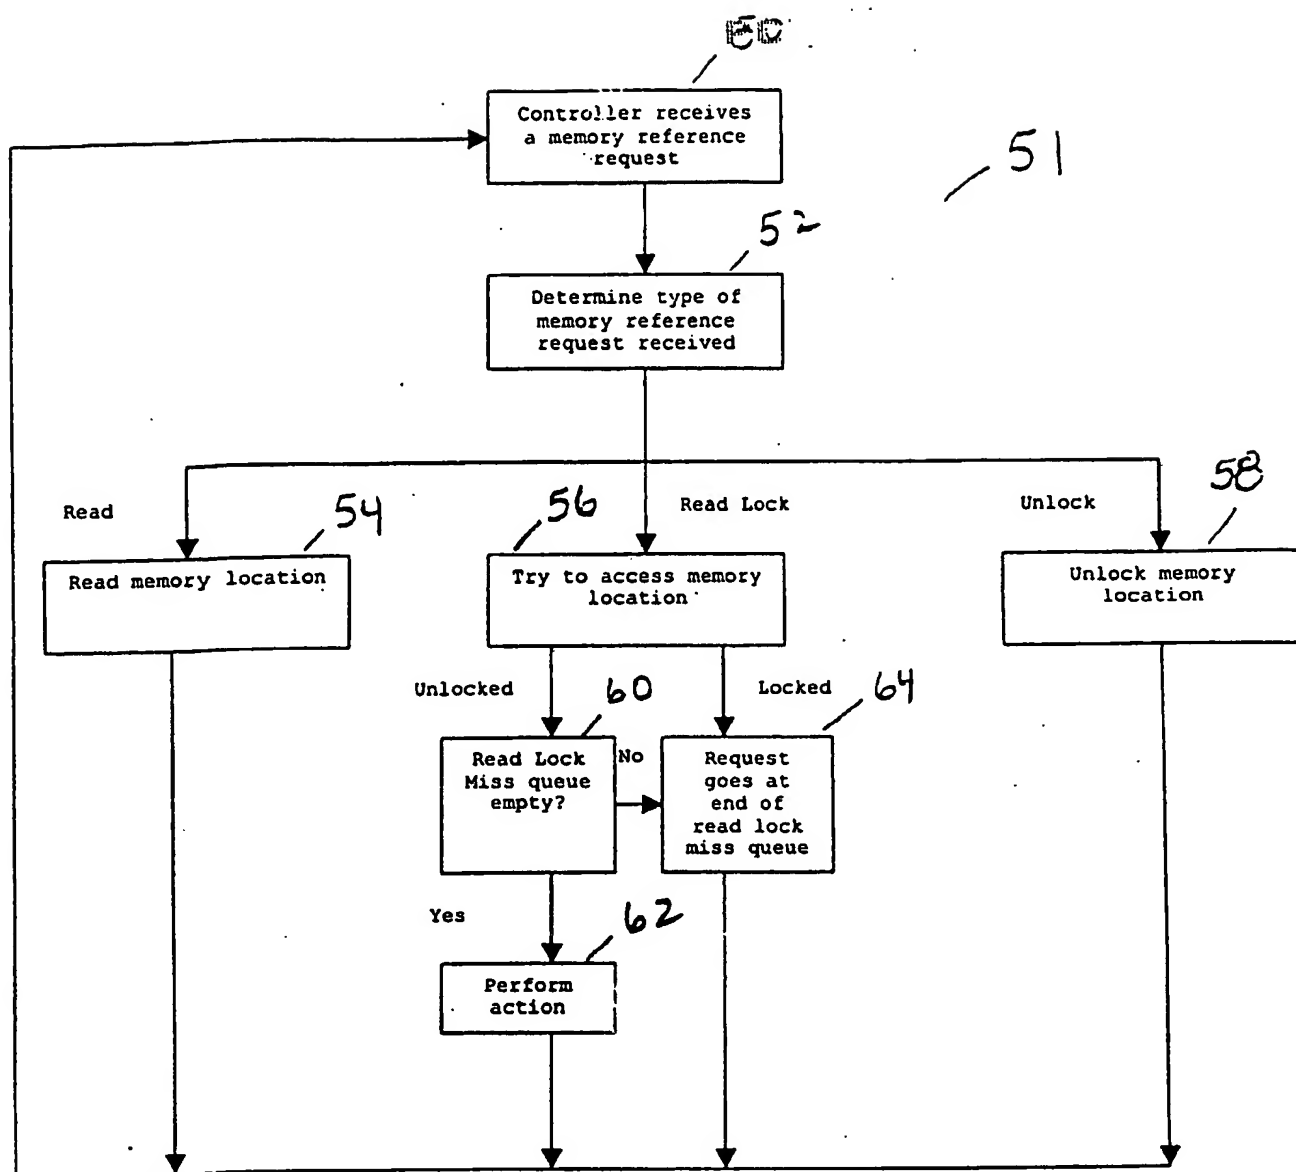 Controller receives
a memory reference
request
51
52
Determine type of
memory reference
request received
Read
54
Read memory location
56
Read Lock
Try to access memory
location
Unlock
58
Unlock memory
location
Unlocked
60
Read Lock
Miss queue
empty?
No
Locked
64
Request
goes at
end of
read lock
miss queue
Yes
62
Perform
action